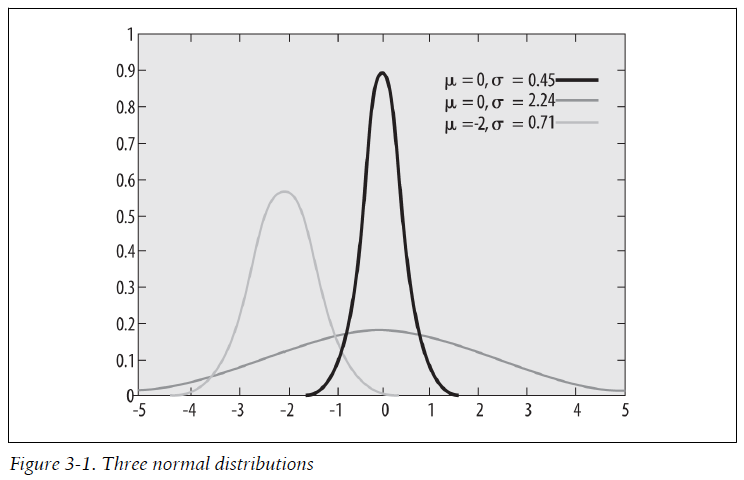 1
0.9
0.8
0.7
0.6
0.5
0.4
0.3
0.2
0.1
0
-5 -4 -3 -2 -1 0 1 2 3 4 5
μ = 0, σ = 0.45
μ = 0, σ = 2.24
μ =-2, σ = 0.71
Figure 3-1. Three normal distributions